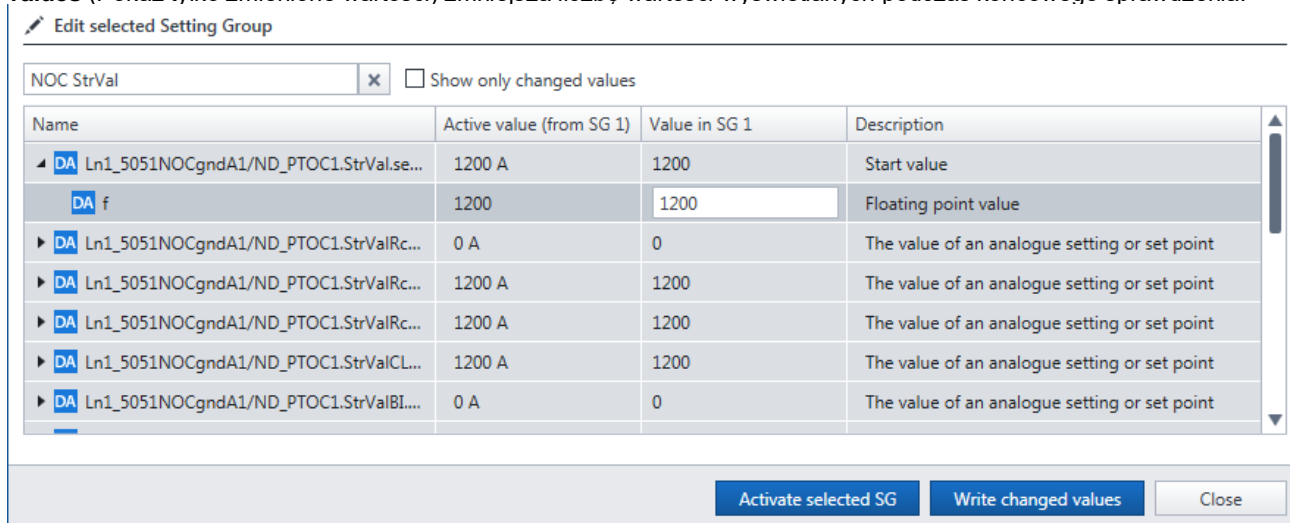 Edit selected Setting Group
NOC StrVal Show only changed values
Name Active value (from SG 1) Value in SG 1 Description
DA Ln1_5051NOCgndA1/ND_PTOC1.StrVal.se... 1200 A 1200 Start value
DA f 1200 1200 Floating point value
DA Ln1_5051NOCgndA1/ND_PTOC1.StrValRc... 0 A 0 The value of an analogue setting or set point
DA Ln1_5051NOCgndA1/ND_PTOC1.StrValRc... 1200 A 1200 The value of an analogue setting or set point
DA Ln1_5051NOCgndA1/ND_PTOC1.StrValRc... 1200 A 1200 The value of an analogue setting or set point
DA Ln1_5051NOCgndA1/ND_PTOC1.StrValCL... 1200 A 1200 The value of an analogue setting or set point
DA Ln1_5051NOCgndA1/ND_PTOC1.StrValBI.... 0 A 0 The value of an analogue setting or set point
Activate selected SG Write changed values Close